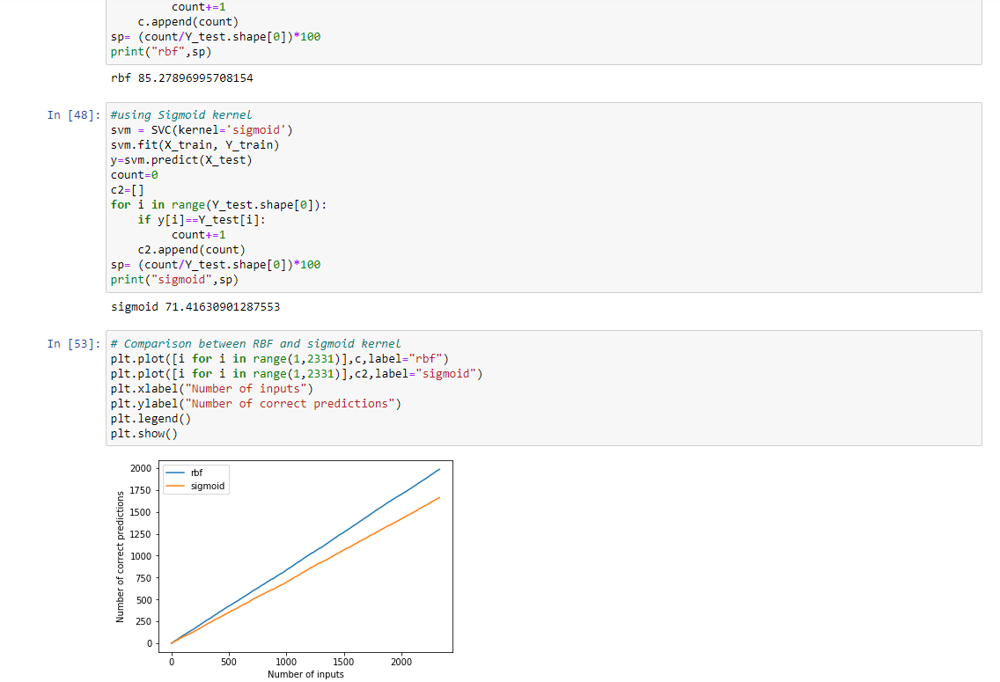 count+=1
c.append(count)
sp= (count/Y_test.shape[0])*100
print("rbf",sp)
rbf 85.27896995708154
In [48]:
#using Sigmoid kernel
svm = SVC(kernel='sigmoid')
svm.fit(X_train, Y_train)
y=svm.predict(X_test)
count=0
c2=[]
for i in range(Y_test.shape[0]):
if y[i]==Y_test[i]:
count+=1
c2.append(count)
sp= (count/Y_test.shape[0])*100
print("sigmoid",sp)
sigmoid 71.41630901287553
In [53]:
# Comparison between RBF and sigmoid kernel
plt.plot([i for i in range(1,2331)],c,label="rbf")
plt.plot([i for i in range(1,2331)],c2,label="sigmoid")
plt.xlabel("Number of inputs")
plt.ylabel("Number of correct predictions")
plt.legend()
plt.show()
rbf
sigmoid
Number of correct predictions
2000
1750
1500
1250
1000
750
500
250
0
0 500 1000 1500 2000
Number of inputs